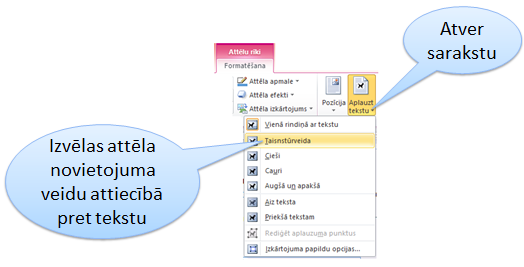 Atver
sarakstu
Attēlu rīki
Formatēšana
Attēla apmale
Attēla efekti
Attēla izkārtojums
Pozīcija
Aplauzt
tekstu
Vienā rindiņā ar tekstu
Taisnstūrveida
Cieši
Cauri
Augšā un apakšā
Aiz teksta
Priekšā tekstam
Rediģēt aplauzuma punktus
Izkārtojuma papildu opcijas...
Izvēlas attēla
novietojuma
veidu attiecībā
pret tekstu